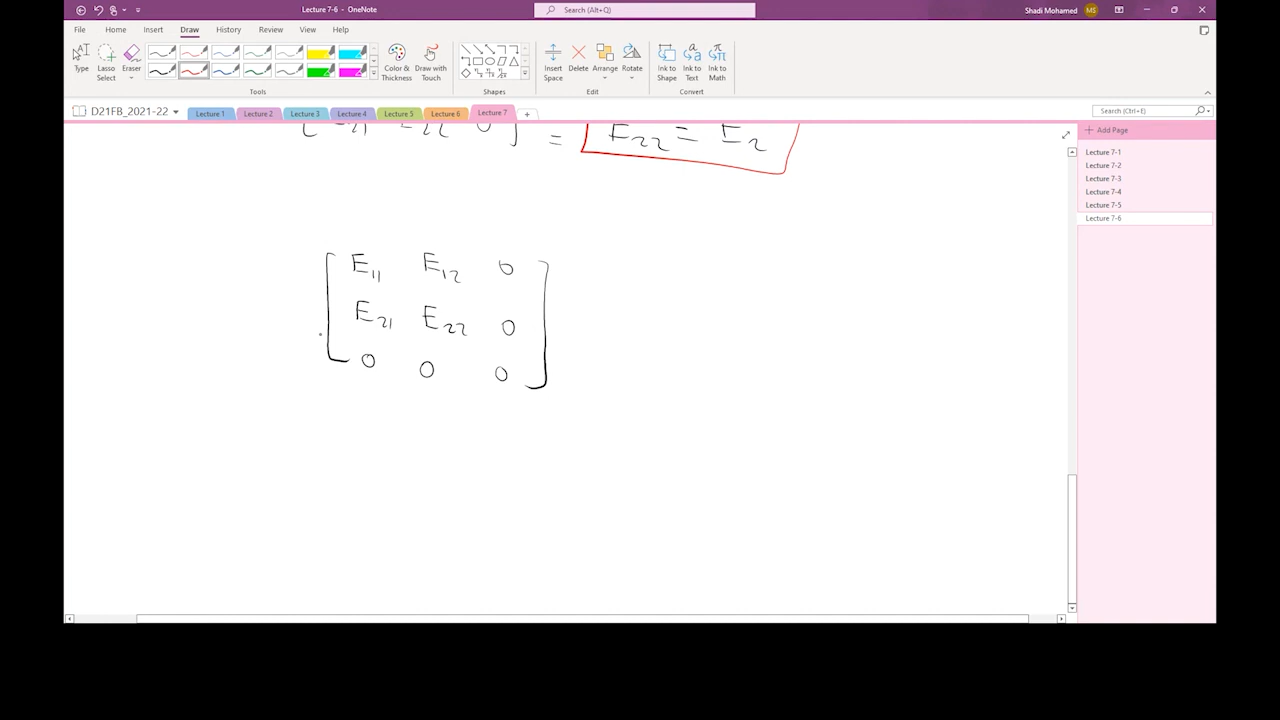 Lecture 7-6 - OneNote
Search (Alt+Q)
Shadi Mohamed
MS
File Home Insert Draw History Review View Help
Type
Lasso Select
Eraser
Color & Thickness
Draw with Touch
Insert Space
Delete
Arrange
Rotate
Ink to Shape
Ink to Text
Ink to Math
Tools
Shapes
Edit
Convert
D21FB_2021-22
Lecture 1 Lecture 2 Lecture 3 Lecture 4 Lecture 5 Lecture 6 Lecture 7
Search (Ctrl+E)
Add Page
Lecture 7-1
Lecture 7-2
Lecture 7-3
Lecture 7-4
Lecture 7-5
Lecture 7-6
= E22 = E2
E11 E12 0
E21 E22 0
0 0 0